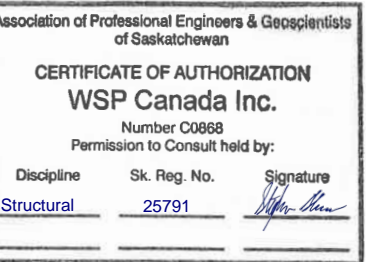 Association of Professional Engineers & Geoscientists
of Saskatchewan
CERTIFICATE OF AUTHORIZATION
WSP Canada Inc.
Number C0868
Permission to Consult held by:
Discipline Sk. Reg. No. Signature
Structural 25791